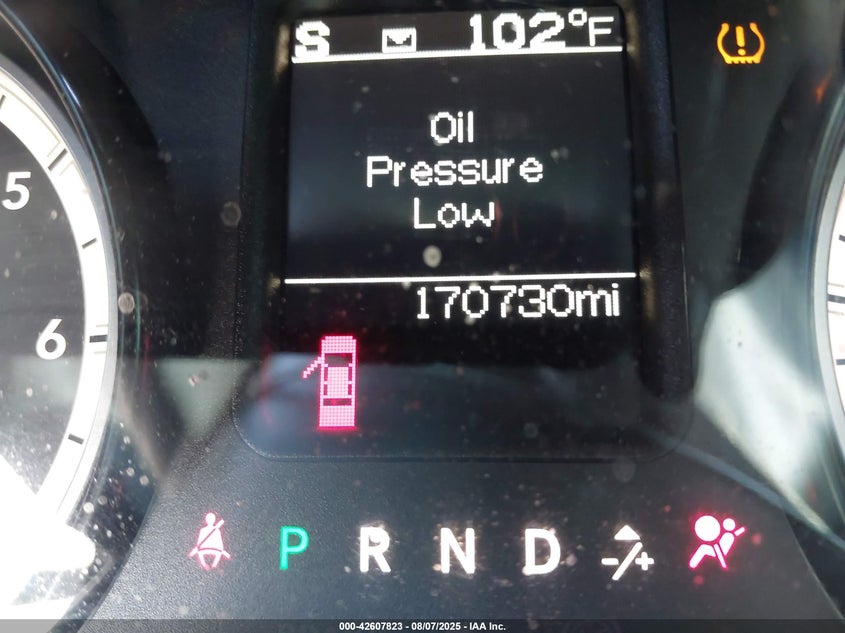 S 102°F
Oil
Pressure
Low
170730mi
5
6
P R N D -/+
000-42607823 - 08/07/2025 - IAA Inc.